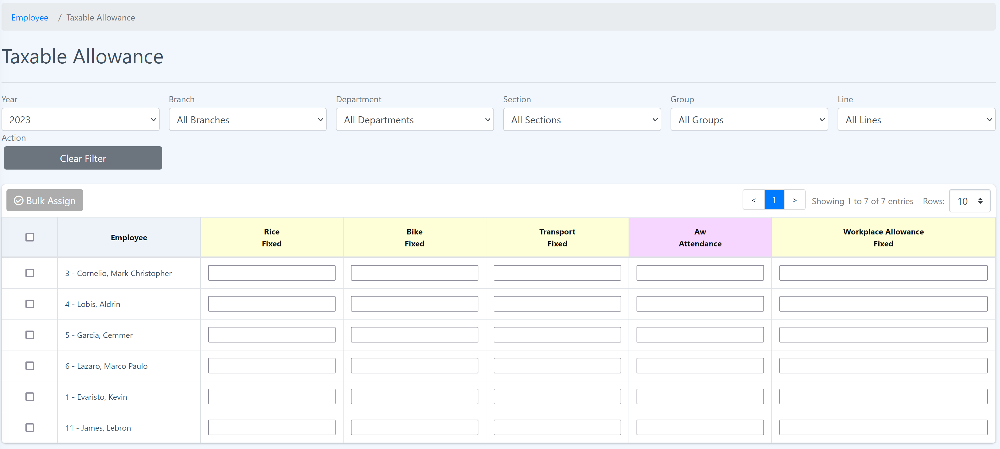 Employee / Taxable Allowance
Taxable Allowance
Year Branch Department Section Group Line
2023 All Branches All Departments All Sections All Groups All Lines
Action
Clear Filter
Bulk Assign < 1 > Showing 1 to 7 of 7 entries Rows: 10
Employee
Rice
Fixed
Bike
Fixed
Transport
Fixed
Aw
Attendance
Workplace Allowance
Fixed
3 - Cornelio, Mark Christopher
4 - Lobis, Aldrin
5 - Garcia, Cemmer
6 - Lazaro, Marco Paulo
1 - Evaristo, Kevin
11 - James, Lebron